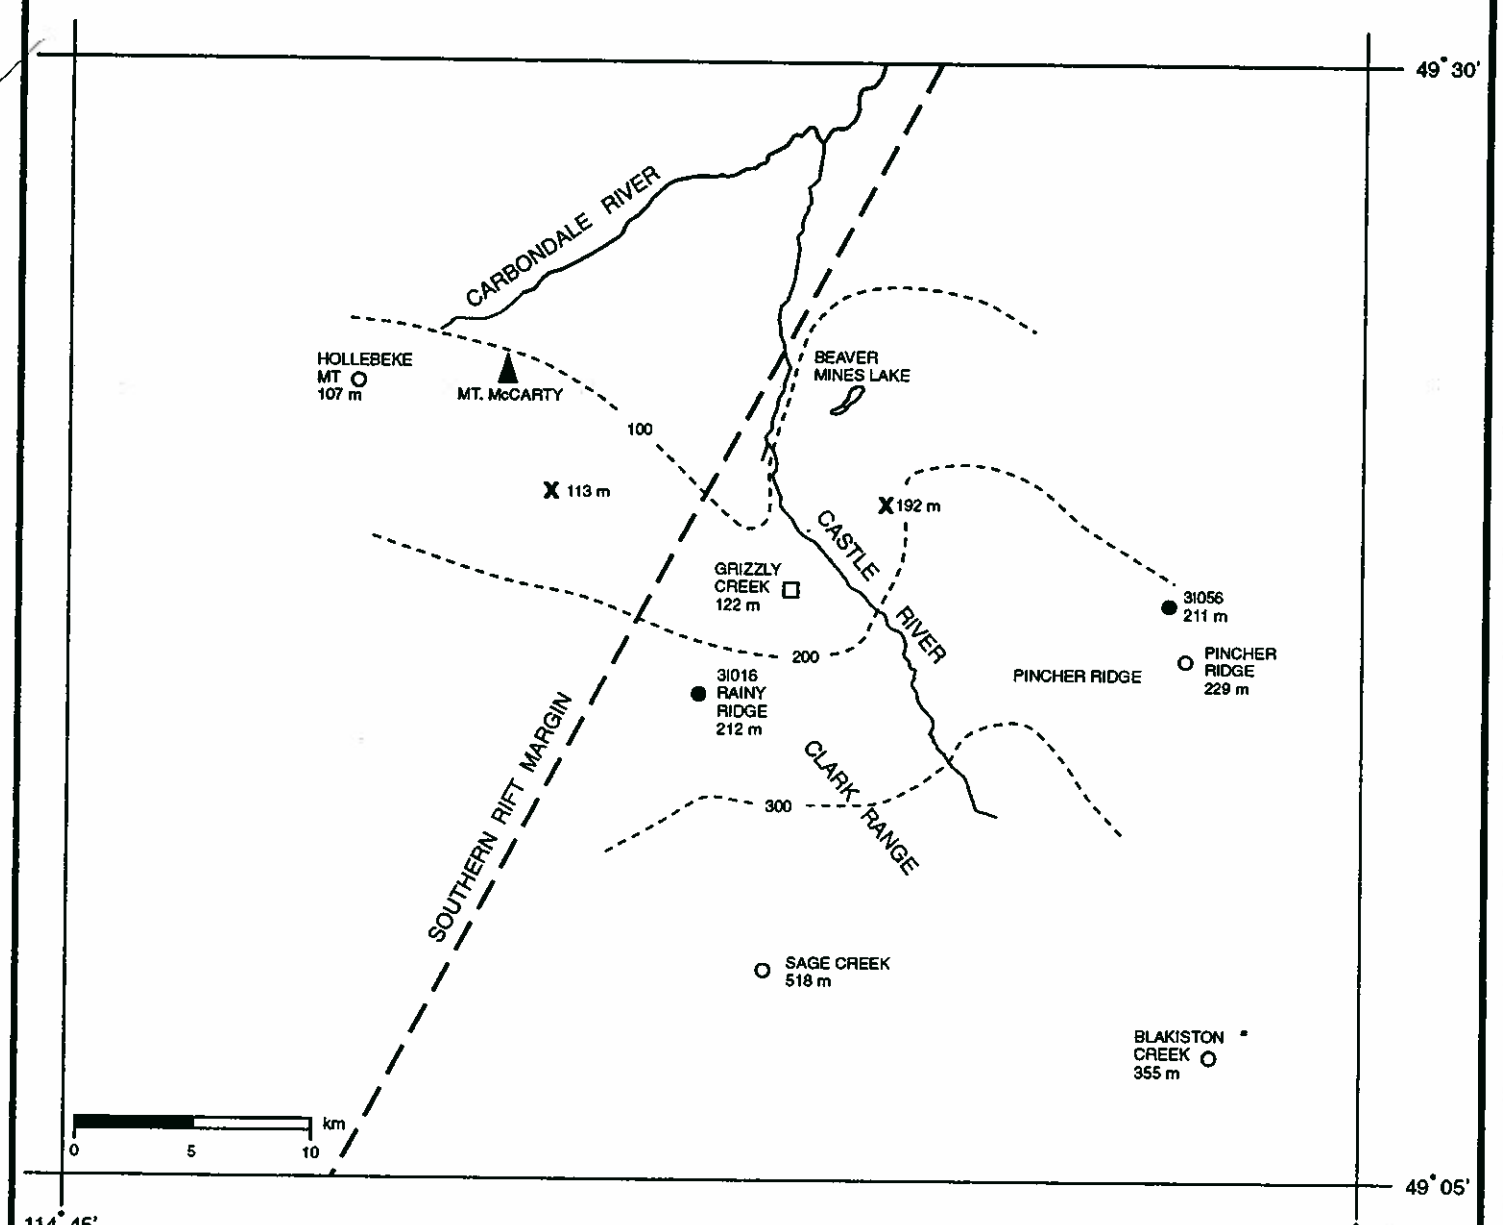 49° 30'
CARBONDALE RIVER
HOLLEBEKE
MT
107 m
MT. McCARTY
BEAVER
MINES LAKE
100
X 113 m
X 192 m
CASTLE RIVER
GRIZZLY
CREEK
122 m
31056
211 m
200
PINCHER
RIDGE
229 m
PINCHER RIDGE
31016
RAINY
RIDGE
212 m
SOUTHERN RIFT MARGIN
CLARK RANGE
300
SAGE CREEK
518 m
BLAKISTON
CREEK
355 m
km
0 5 10
49° 05'
114° 45'